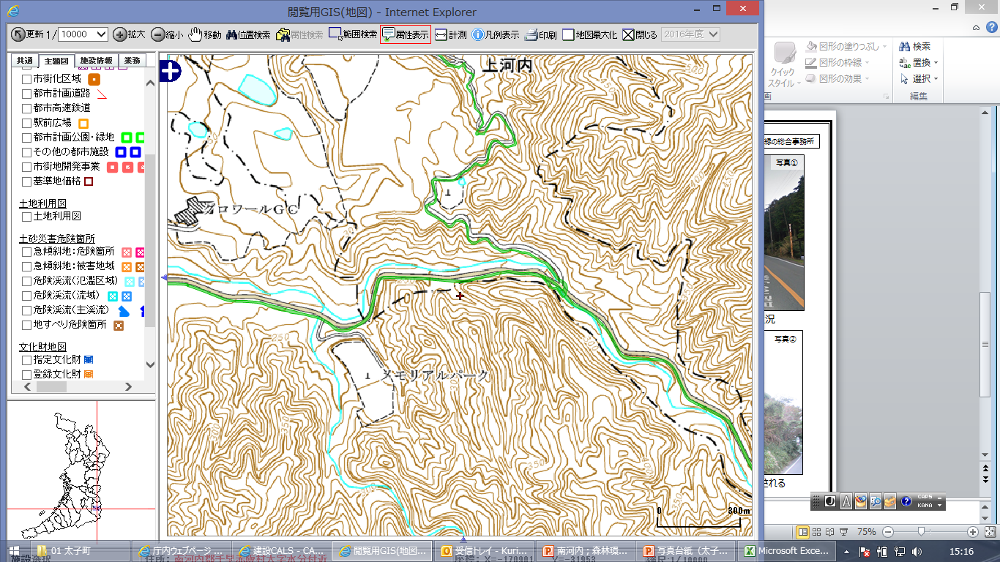 閲覧用GIS(地図) - Internet Explorer
更新 1/ 10000 拡大 縮小 移動 位置検索 属性検索 範囲検索 属性表示 計測 凡例表示 印刷 地図最大化 閉じる 2016年度
共通 主題図 施設情報 業務
市街化区域
都市計画道路
都市高速鉄道
駅前広場
都市計画公園・緑地
その他の都市施設
市街地開発事業
基準地価格
土地利用図
土地利用図
土砂災害危険箇所
急傾斜地:危険箇所
急傾斜地:被害地域
危険渓流(氾濫区域)
危険渓流(流域)
危険渓流(主渓流)
地すべり危険箇所
文化財地図
指定文化財
登録文化財
上河内
グロワールGC
メモリアルパーク
250
250
300
350
350
300
400
450
500
0 300m
クイック
スタイル
図形の塗りつぶし
図形の枠線
図形の効果
検索
置換
選択
編集
画
緑の総合事務所
写真①
況
写真②
される
CAPS
KANA
75%
施設選択
住所: 南河内郡千早赤阪村大字水分付近
座標: X=-170901 Y=-31953
縮尺:1/10000
01 太子町
庁内ウェブページ ...
建設CALS - CA...
閲覧用GIS(地図...
受信トレイ - Kuri...
南河内;森林環...
写真台紙(太子...
Microsoft Exce...
15:16